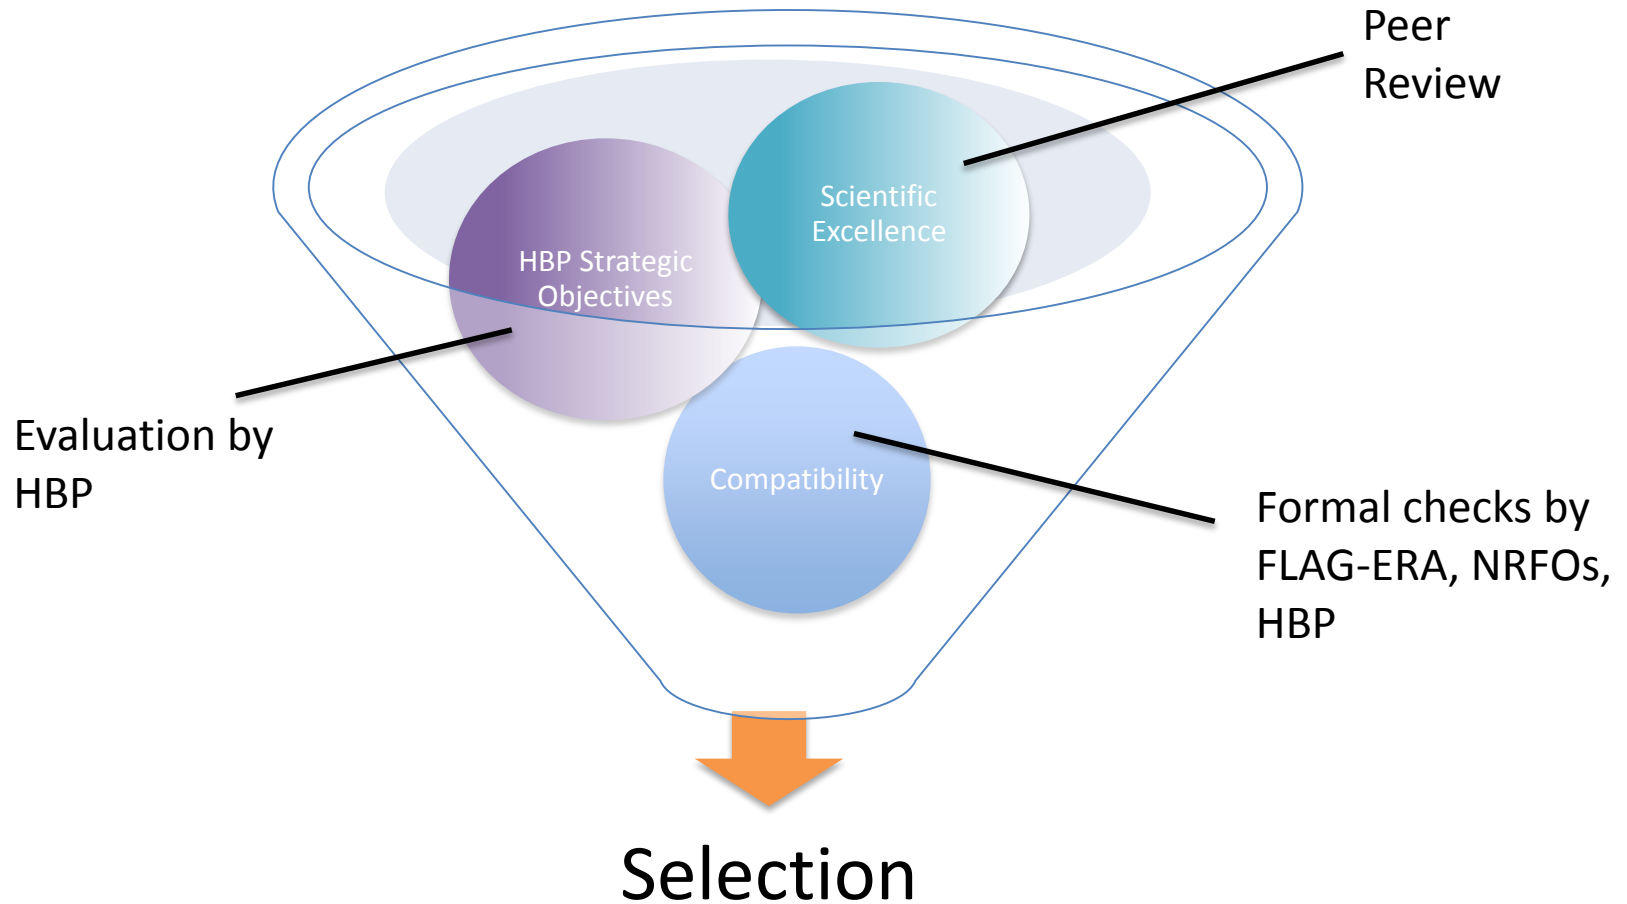 Peer
Review
Scientific
Excellence
HBP Strategic
Objectives
Evaluation by
HBP
Compatibility
Formal checks by
FLAG-ERA, NRFOs,
HBP
Selection